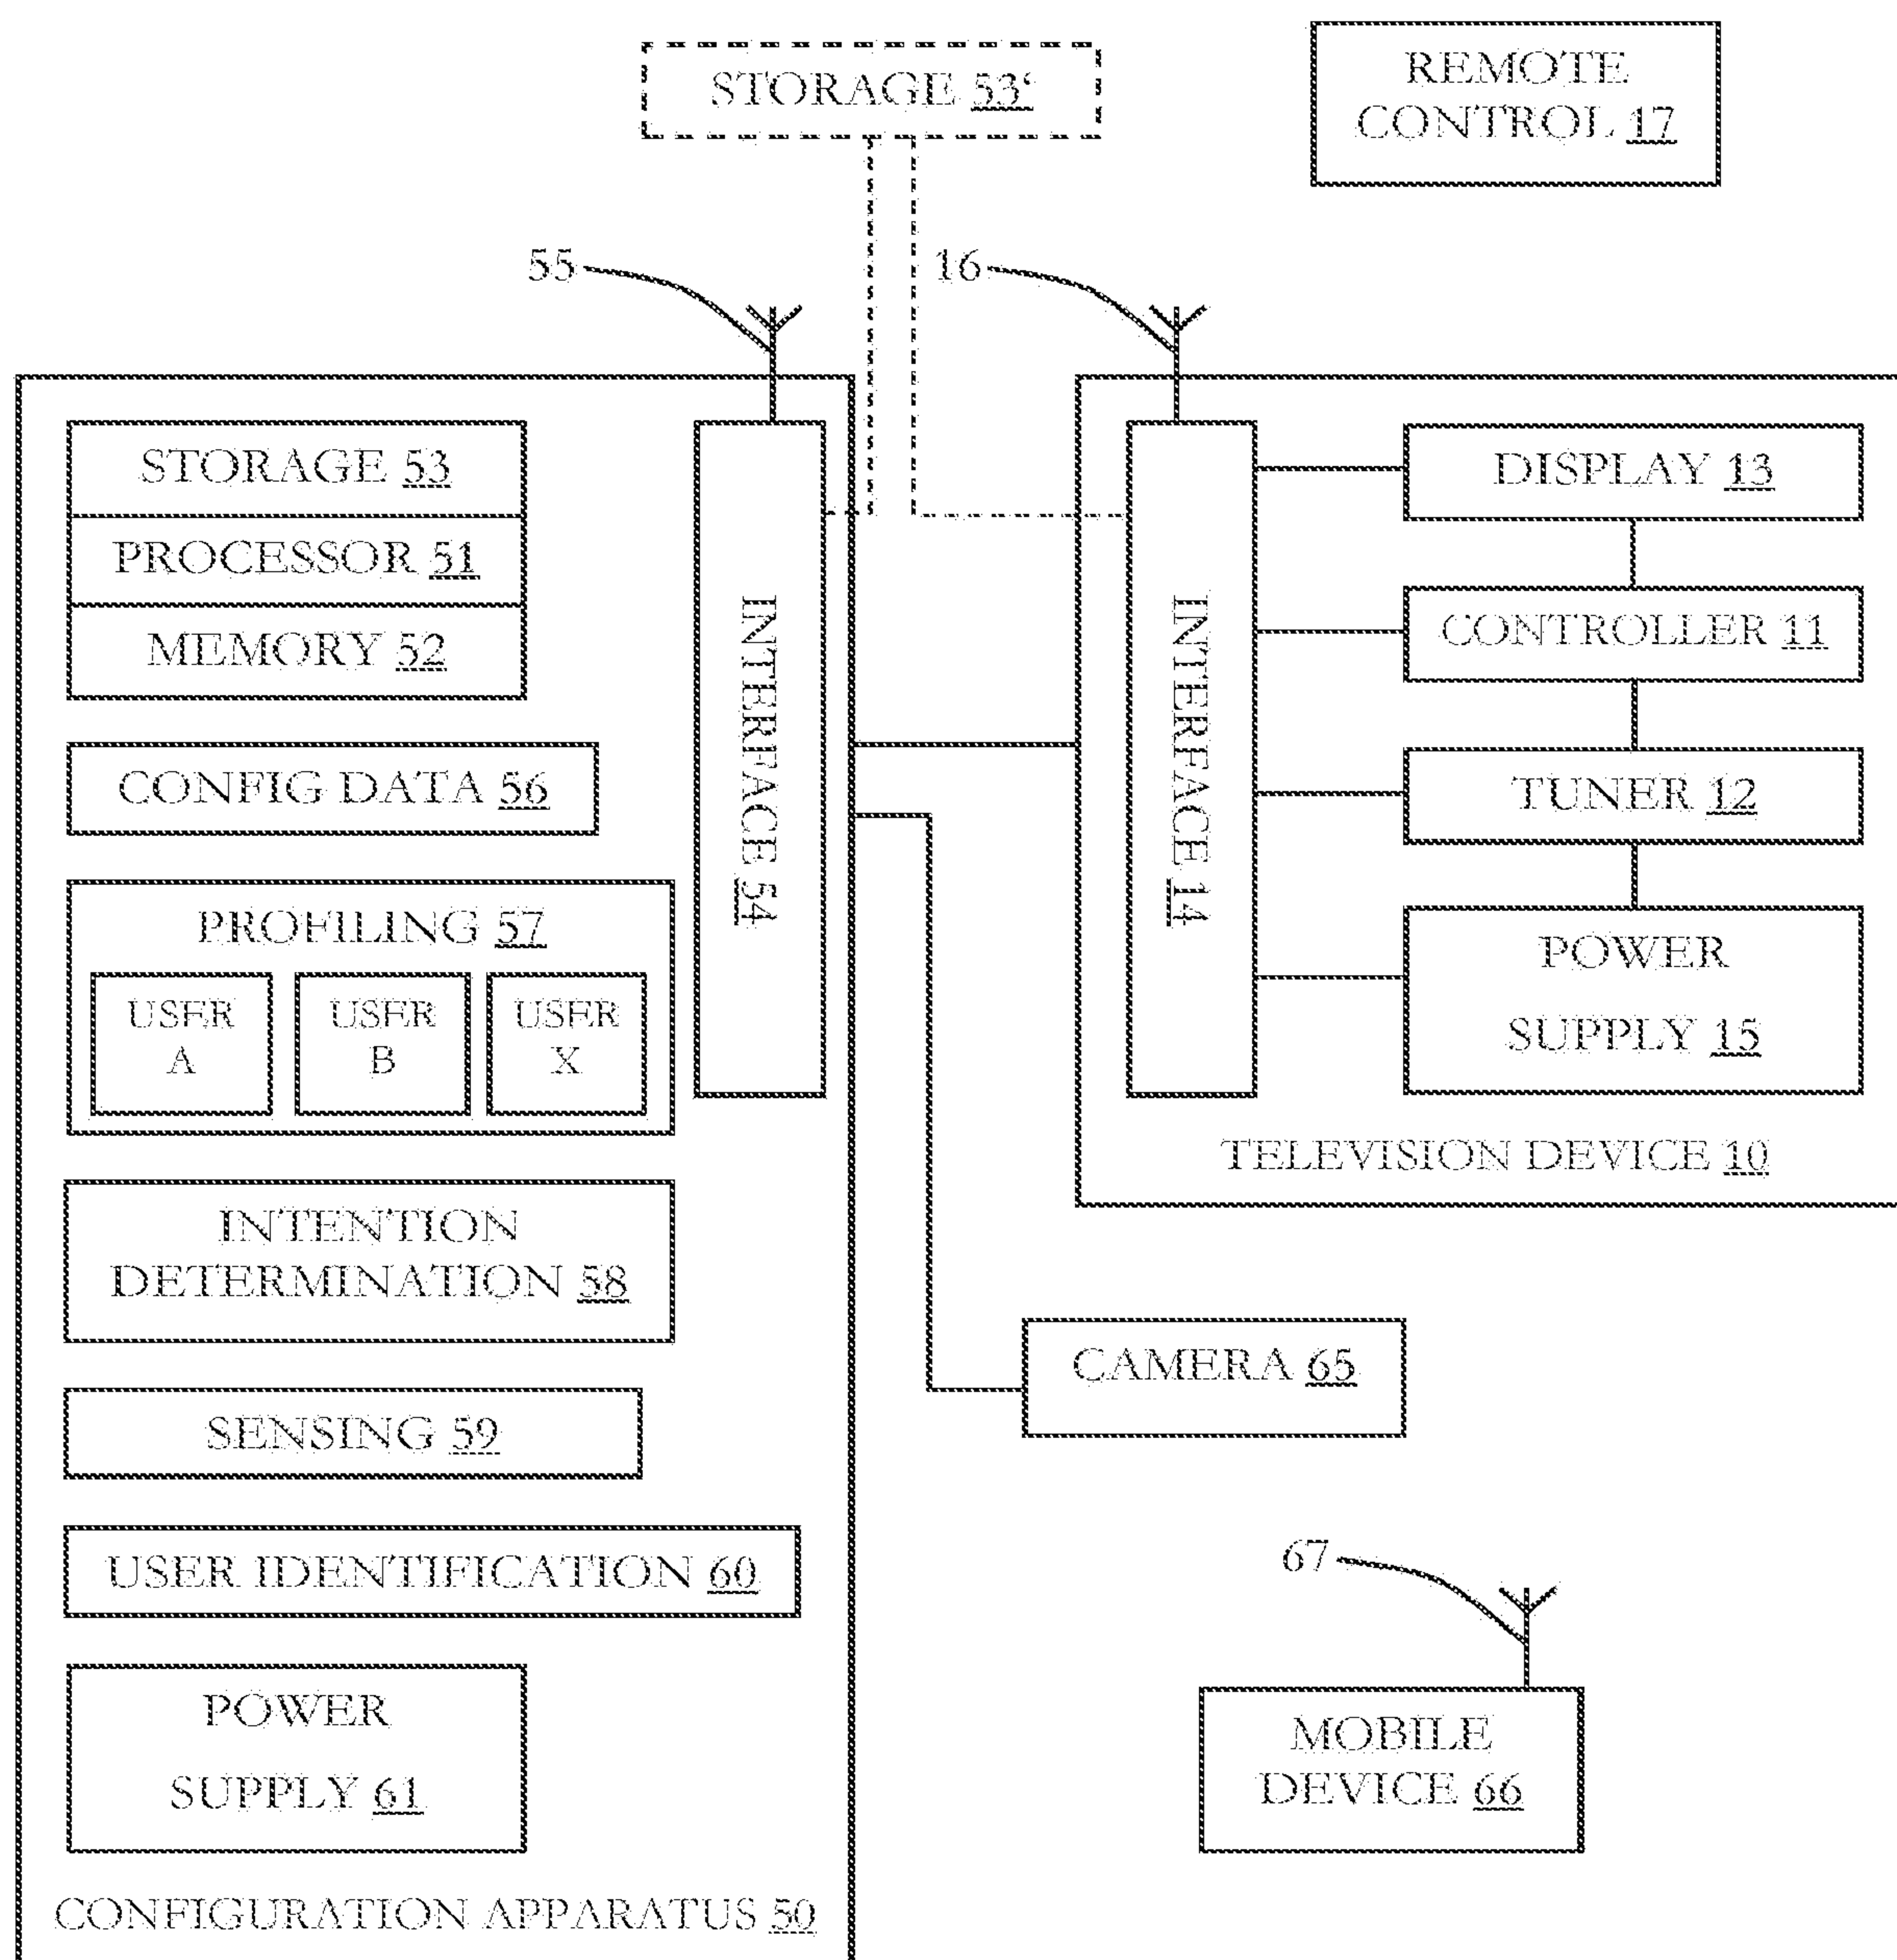 STORAGE 53‘
REMOTE
CONTROL 17
55
16
STORAGE 53
PROCESSOR 51
MEMORY 52
CONFIG DATA 56
PROFILING 57
USER
A
USER
B
USER
X
INTERFACE 54
INTENTION
DETERMINATION 58
SENSING 59
USER IDENTIFICATION 60
POWER
SUPPLY 61
CONFIGURATION APPARATUS 50
INTERFACE 14
DISPLAY 13
CONTROLLER 11
TUNER 12
POWER
SUPPLY 15
TELEVISION DEVICE 10
CAMERA 65
67
MOBILE
DEVICE 66